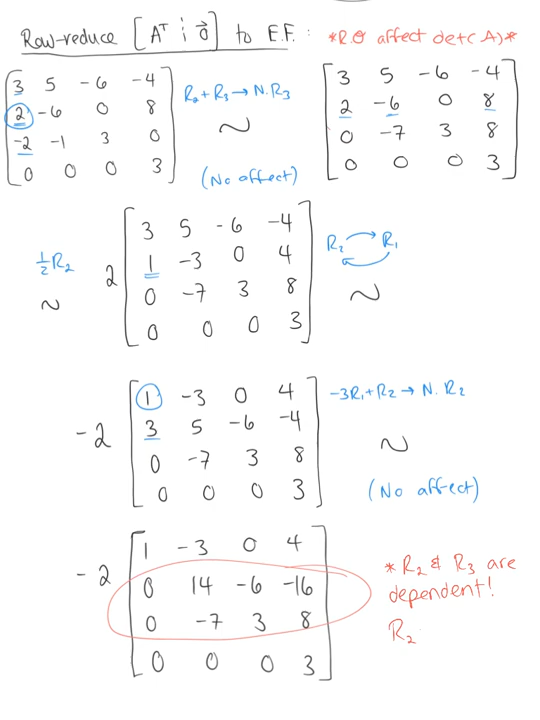 Row-reduce [Aᵀ ¦ 0⃗] to E.F.: *R.O affect det(A)*
3 5 -6 -4
2 -6 0 8
-2 -1 3 0
0 0 0 3
R₂ + R₃ → N.R₃
~
(No affect)
3 5 -6 -4
2 -6 0 8
0 -7 3 8
0 0 0 3
½R₂
~
2
3 5 -6 -4
1 -3 0 4
0 -7 3 8
0 0 0 3
R₂ R₁
~
-2
1 -3 0 4
3 5 -6 -4
0 -7 3 8
0 0 0 3
-3R₁ + R₂ → N. R₂
~
(No affect)
-2
1 -3 0 4
0 14 -6 -16
0 -7 3 8
0 0 0 3
* R₂ & R₃ are
dependent!
R₂